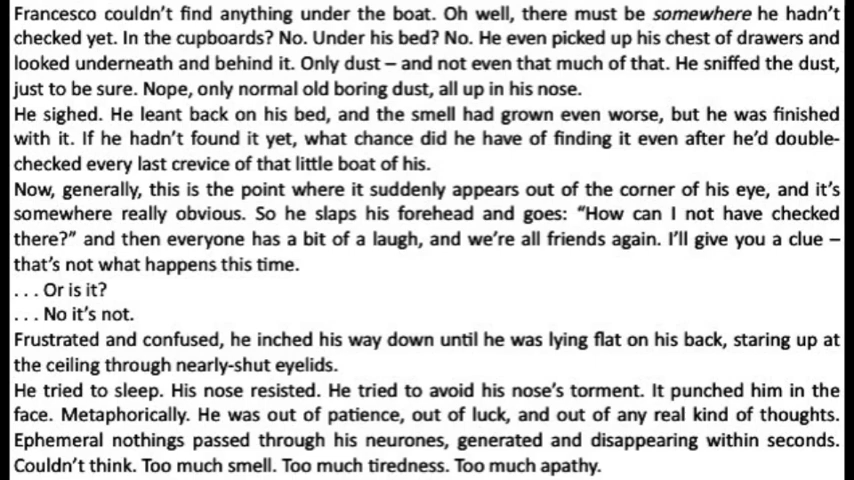 Francesco couldn't find anything under the boat. Oh well, there must be somewhere he hadn't
checked yet. In the cupboards? No. Under his bed? No. He even picked up his chest of drawers and
looked underneath and behind it. Only dust – and not even that much of that. He sniffed the dust,
just to be sure. Nope, only normal old boring dust, all up in his nose.
He sighed. He leant back on his bed, and the smell had grown even worse, but he was finished
with it. If he hadn't found it yet, what chance did he have of finding it even after he'd double-
checked every last crevice of that little boat of his.
Now, generally, this is the point where it suddenly appears out of the corner of his eye, and it's
somewhere really obvious. So he slaps his forehead and goes: “How can I not have checked
there?” and then everyone has a bit of a laugh, and we're all friends again. I'll give you a clue –
that's not what happens this time.
. . . Or is it?
. . . No it's not.
Frustrated and confused, he inched his way down until he was lying flat on his back, staring up at
the ceiling through nearly-shut eyelids.
He tried to sleep. His nose resisted. He tried to avoid his nose's torment. It punched him in the
face. Metaphorically. He was out of patience, out of luck, and out of any real kind of thoughts.
Ephemeral nothings passed through his neurones, generated and disappearing within seconds.
Couldn't think. Too much smell. Too much tiredness. Too much apathy.